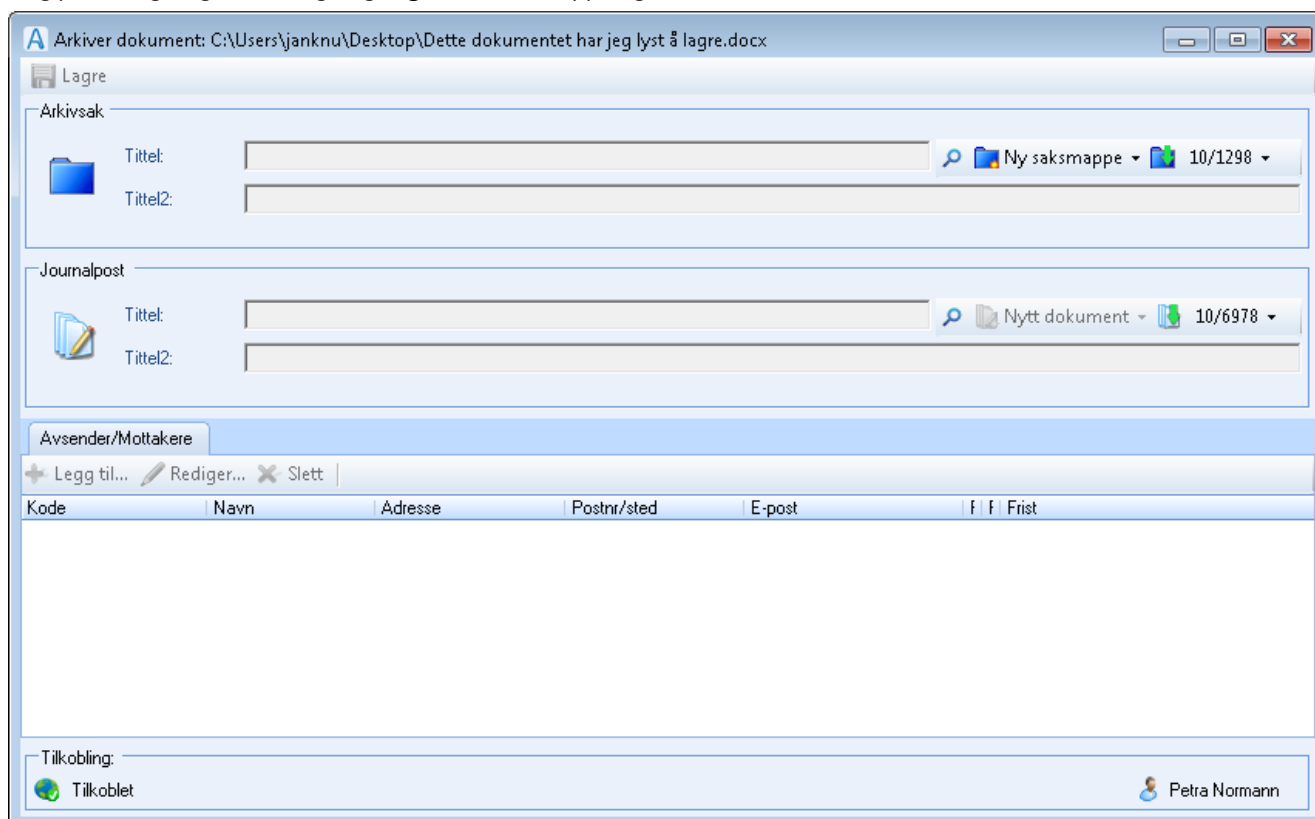 Arkiver dokument: C:\Users\janknu\Desktop\Dette dokumentet har jeg lyst å lagre.docx
Lagre
Arkivsak
Tittel: Ny saksmappe 10/1298
Tittel2:
Journalpost
Tittel: Nytt dokument 10/6978
Tittel2:
Avsender/Mottakere
Legg til... Rediger... Slett
Kode Navn Adresse Postnr/sted E-post Frist
Tilkobling:
Tilkoblet Petra Normann